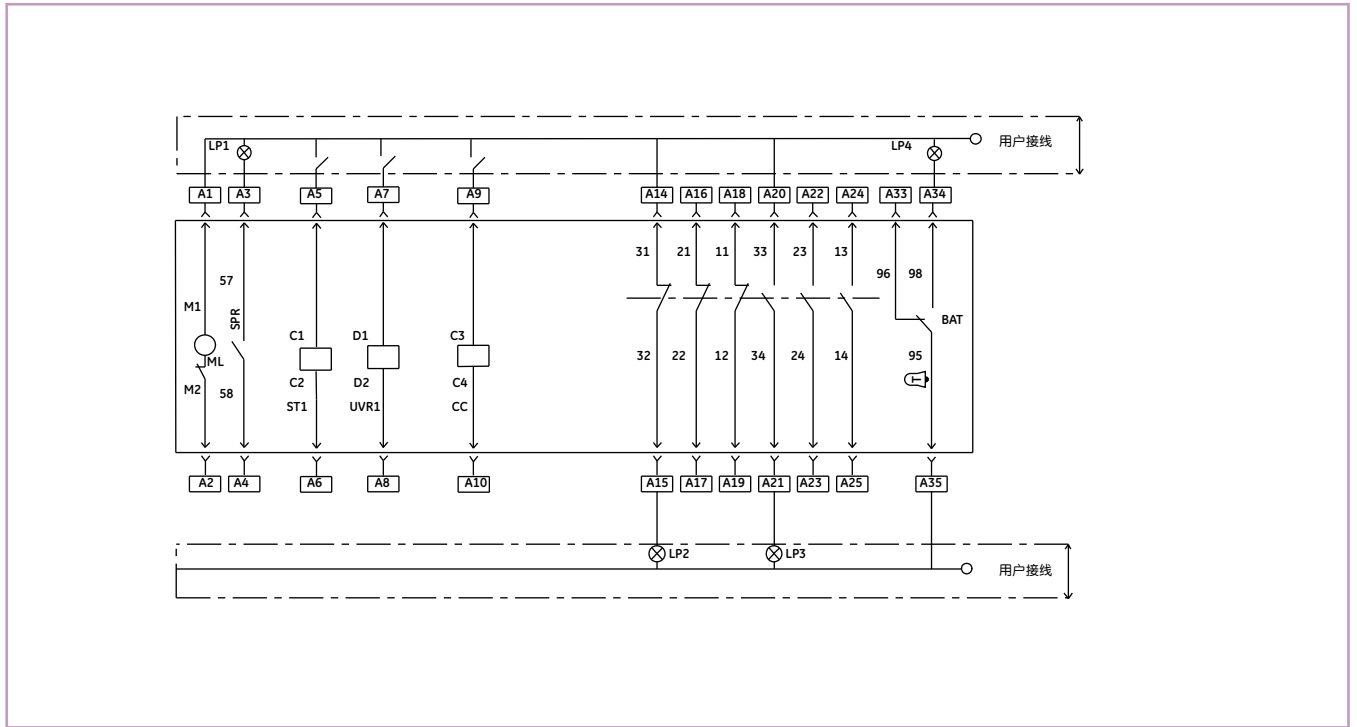 LP1
LP4
用户接线
A1 A3 A5 A7 A9 A14 A16 A18 A20 A22 A24 A33 A34
31 21 11 33 23 13
96 98
57
M1
SPR
BAT
C1 D1 C3
ML
32 22 12 34 24 14 95
M2 58 C2 D2 C4
T
ST1 UVR1 CC
A2 A4 A6 A8 A10 A15 A17 A19 A21 A23 A25 A35
LP2 LP3
用户接线